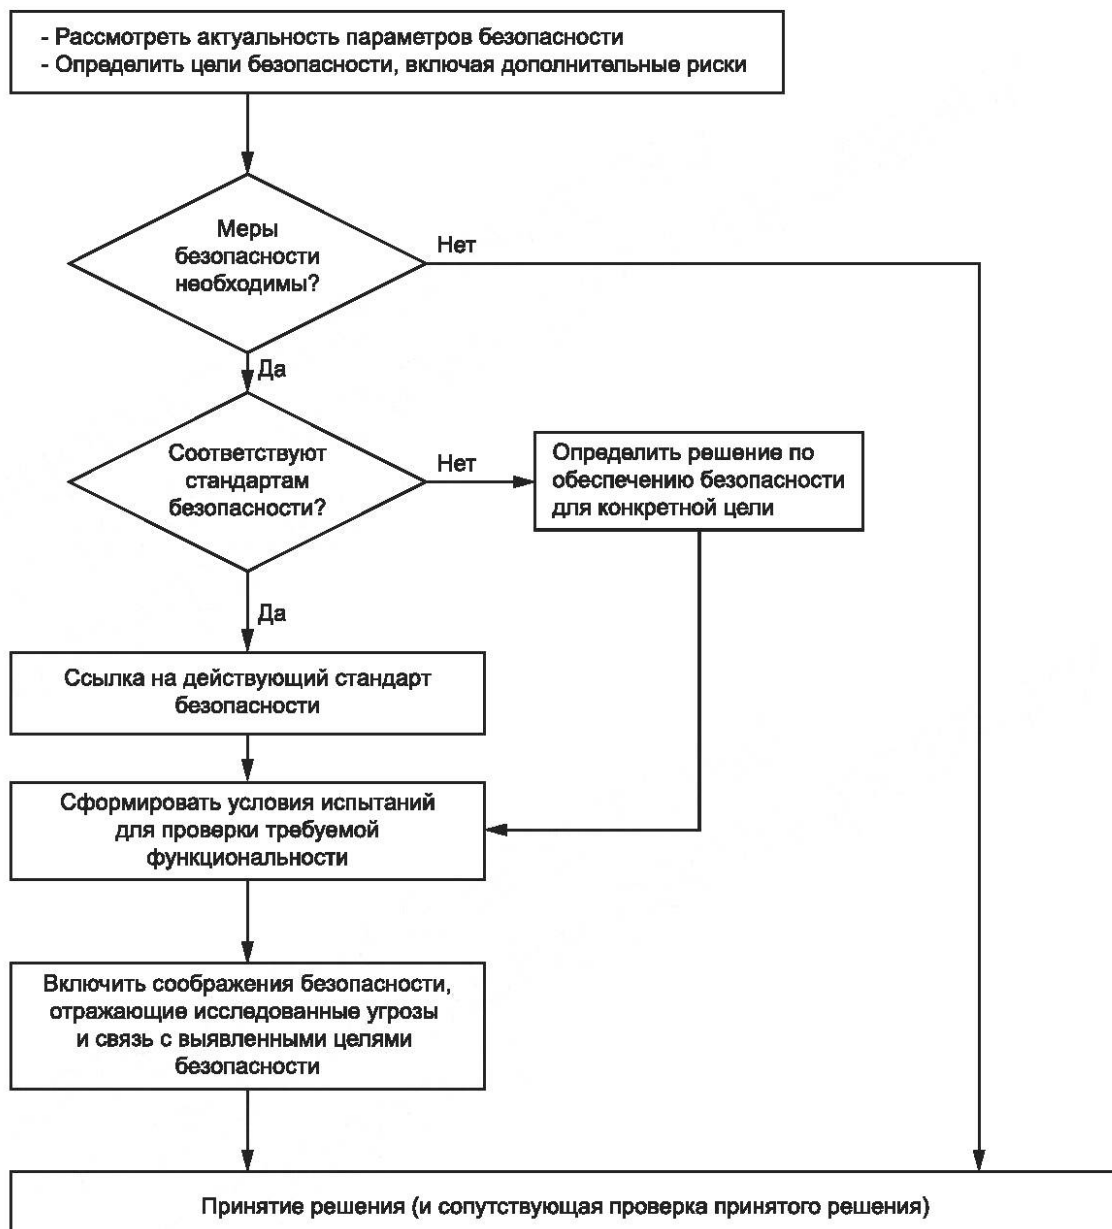 - Рассмотреть актуальность параметров безопасности
- Определить цели безопасности, включая дополнительные риски
Меры
безопасности
необходимы?
Нет
Да
Соответствуют
стандартам
безопасности?
Нет
Определить решение по
обеспечению безопасности
для конкретной цели
Да
Ссылка на действующий стандарт
безопасности
Сформировать условия испытаний
для проверки требуемой
функциональности
Включить соображения безопасности,
отражающие исследованные угрозы
и связь с выявленными целями
безопасности
Принятие решения (и сопутствующая проверка принятого решения)